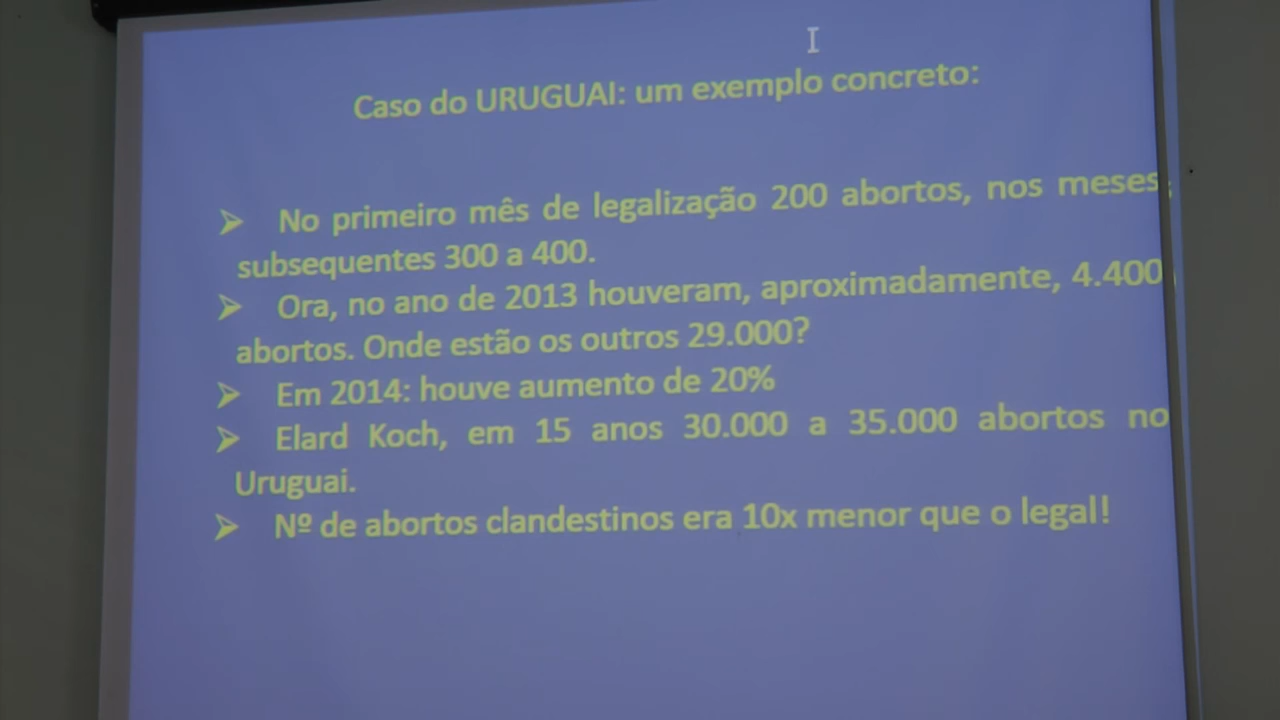 Caso do URUGUAI: um exemplo concreto:
➢ No primeiro mês de legalização 200 abortos, nos meses
subsequentes 300 a 400.
➢ Ora, no ano de 2013 houveram, aproximadamente, 4.400
abortos. Onde estão os outros 29.000?
➢ Em 2014: houve aumento de 20%
➢ Elard Koch, em 15 anos 30.000 a 35.000 abortos no
Uruguai.
➢ Nº de abortos clandestinos era 10x menor que o legal!